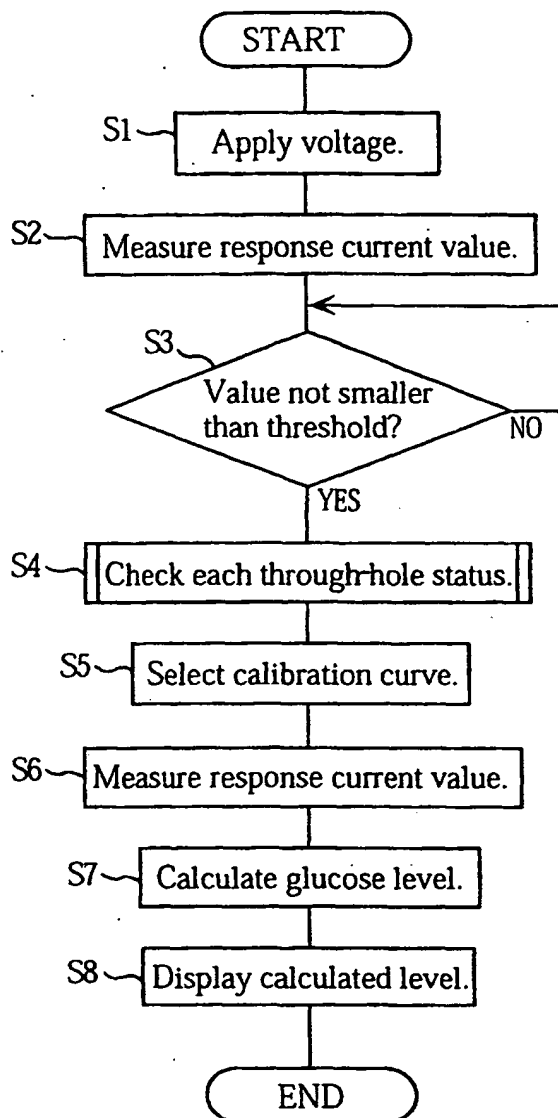 START
S1
Apply voltage.
S2
Measure response current value.
S3
Value not smaller
than threshold?
NO
YES
S4
Check each through-hole status.
S5
Select calibration curve.
S6
Measure response current value.
S7
Calculate glucose level.
S8
Display calculated level.
END